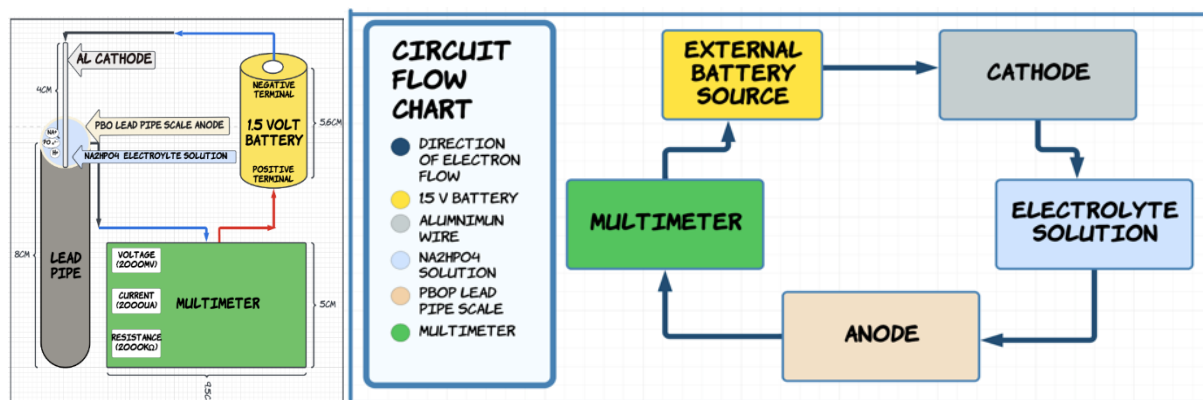 AL CATHODE
4CM
PBO LEAD PIPE SCALE ANODE
NA2HPO4 ELECTROYLTE SOLUTION
NEGATIVE
TERMINAL
1.5 VOLT
BATTERY
POSITIVE
TERMINAL
5.6CM
8CM
LEAD
PIPE
VOLTAGE
(2000MV)
CURRENT
(2000UA)
RESISTANCE
(2000KΩ)
MULTIMETER
5CM
CIRCUIT
FLOW
CHART
DIRECTION
OF ELECTRON
FLOW
1.5 V BATTERY
ALUMNIMUN
WIRE
NA2HPO4
SOLUTION
PBOP LEAD
PIPE SCALE
MULTIMETER
EXTERNAL
BATTERY
SOURCE
CATHODE
MULTIMETER
ELECTROLYTE
SOLUTION
ANODE